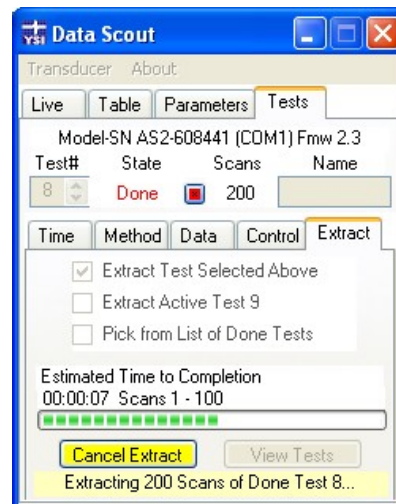 YSI Data Scout
Transducer About
Live Table Parameters Tests
Model-SN AS2-608441 (COM1) Fmw 2.3
Test# State Scans Name
8 Done 200
Time Method Data Control Extract
Extract Test Selected Above
Extract Active Test 9
Pick from List of Done Tests
Estimated Time to Completion
00:00:07 Scans 1 - 100
Cancel Extract View Tests
Extracting 200 Scans of Done Test 8...